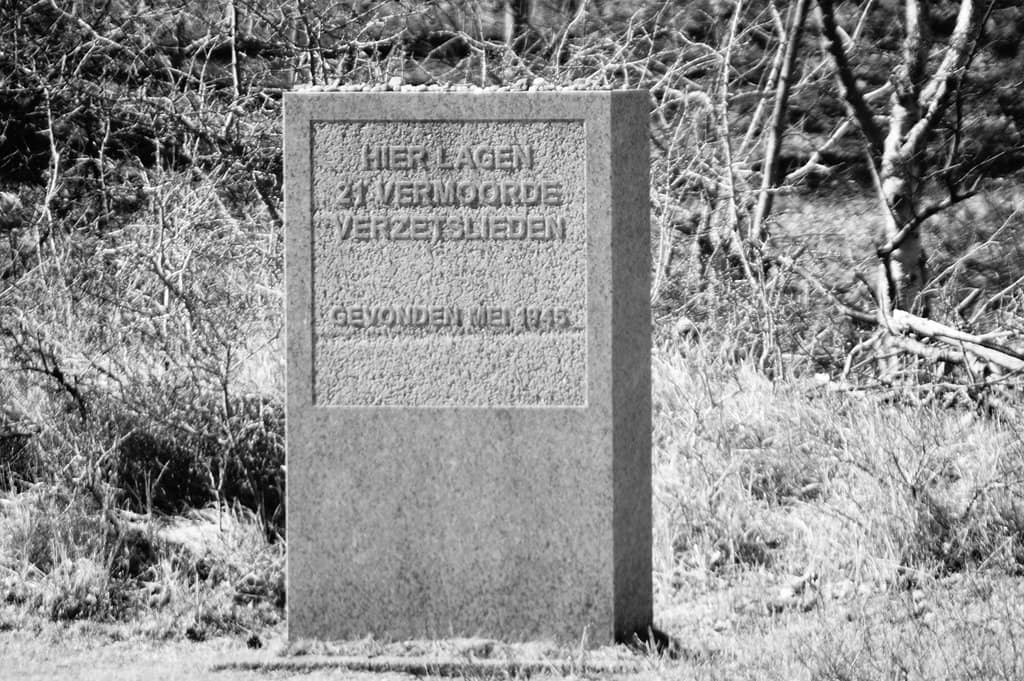 HIER LAGEN
21 VERMOORDE
VERZETSLIEDEN
GEVONDEN MEI 1945